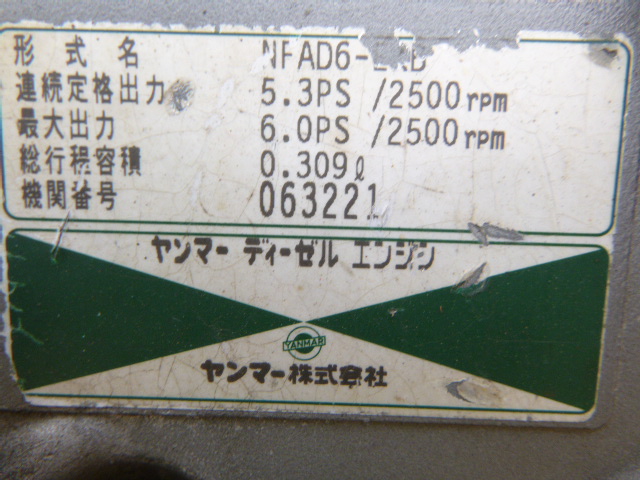 形式名
連続定格出力 5.3PS /2500rpm
最大出力 6.0PS /2500rpm
総行程容積 0.309ℓ
機関番号 063221
ヤンマー ディーゼル エンジン
YANMAR
ヤンマー株式会社